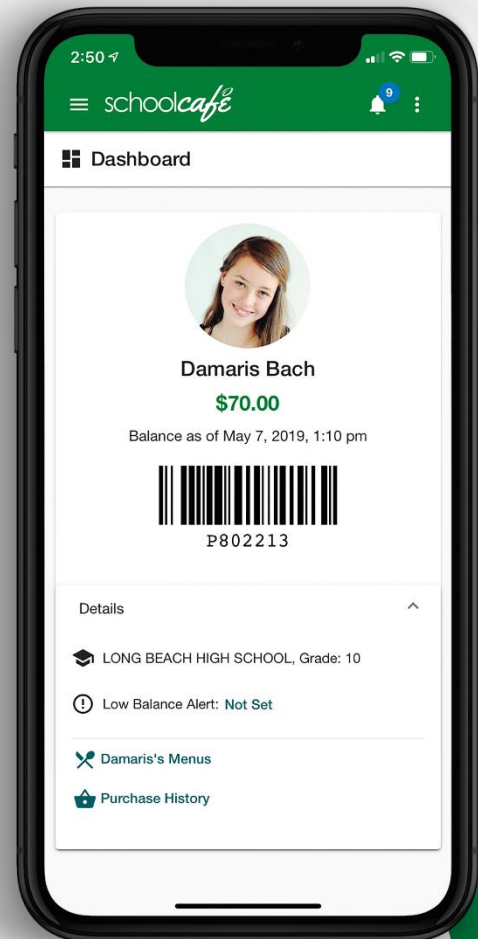 2:50
schoolcafé
9
Dashboard
Damaris Bach
$70.00
Balance as of May 7, 2019, 1:10 pm
P802213
Details
LONG BEACH HIGH SCHOOL, Grade: 10
Low Balance Alert: Not Set
Damaris's Menus
Purchase History